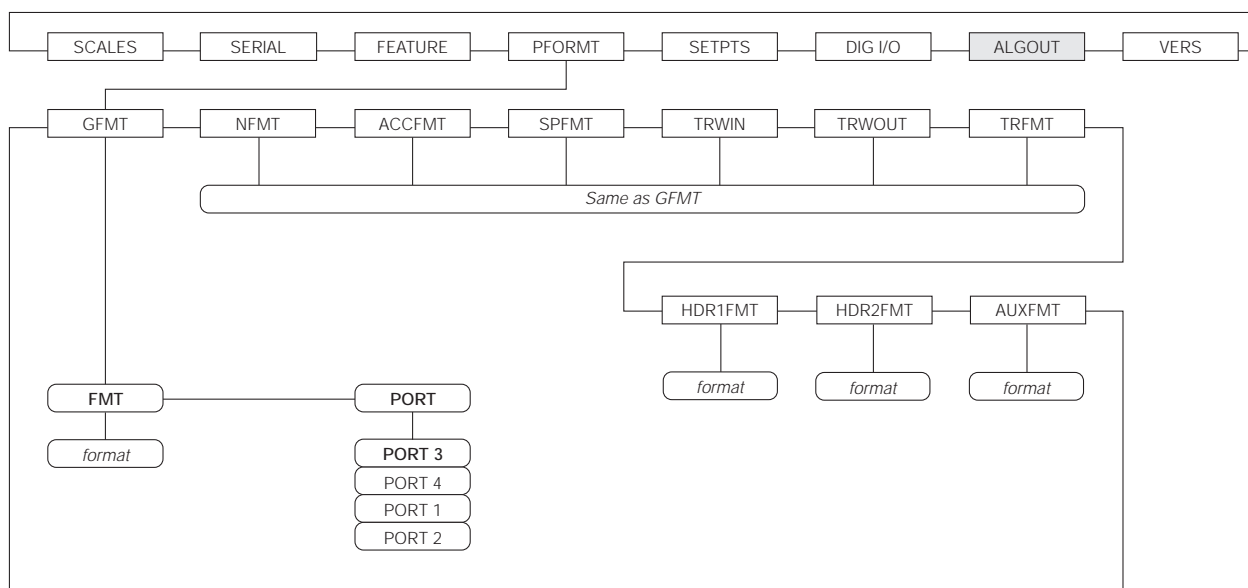 SCALES
SERIAL
FEATURE
PFORMT
SETPTS
DIG I/O
ALGOUT
VERS
GFMT
NFMT
ACCFMT
SPFMT
TRWIN
TRWOUT
TRFMT
Same as GFMT
HDR1FMT
HDR2FMT
AUXFMT
format
format
format
FMT
PORT
format
PORT 3
PORT 4
PORT 1
PORT 2